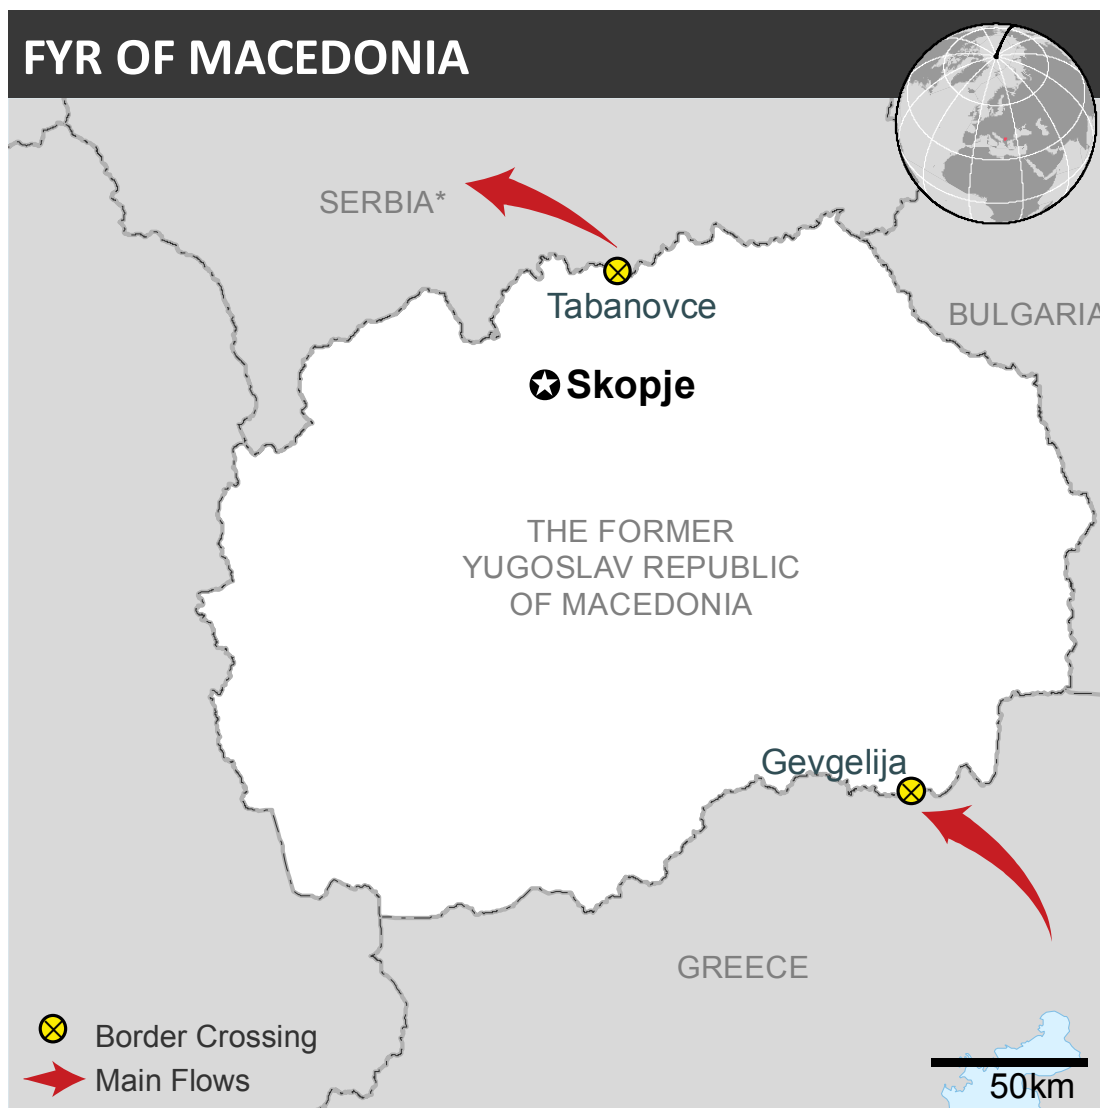 FYR OF MACEDONIA
SERBIA*
Tabanovce
BULGARIA
Skopje
THE FORMER
YUGOSLAV REPUBLIC
OF MACEDONIA
Gevgelija
GREECE
Border Crossing
Main Flows
50km